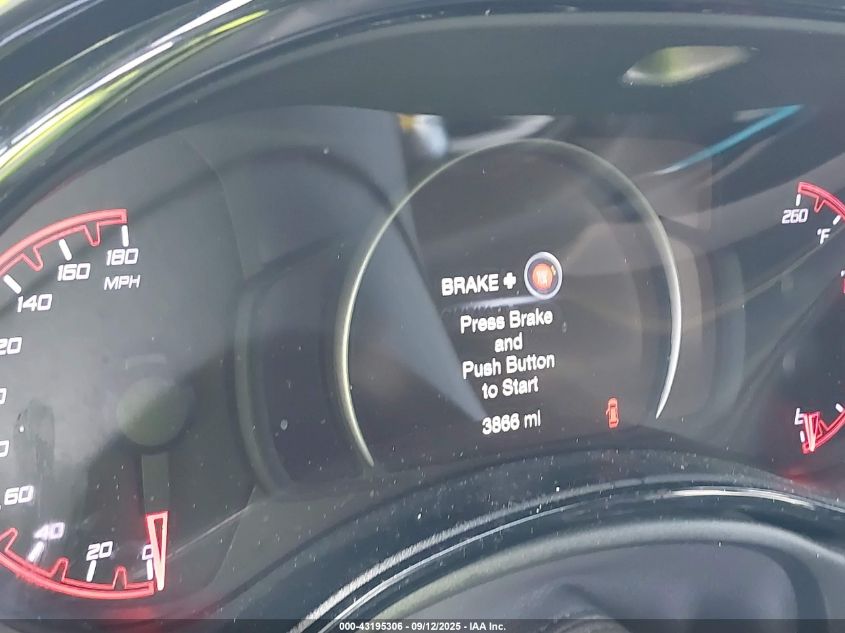 180
160
MPH
140
20
60
40
20
0
BRAKE +
Press Brake
and
Push Button
to Start
3866 mi
260
°F
000-43195306 - 09/12/2025 - IAA Inc.